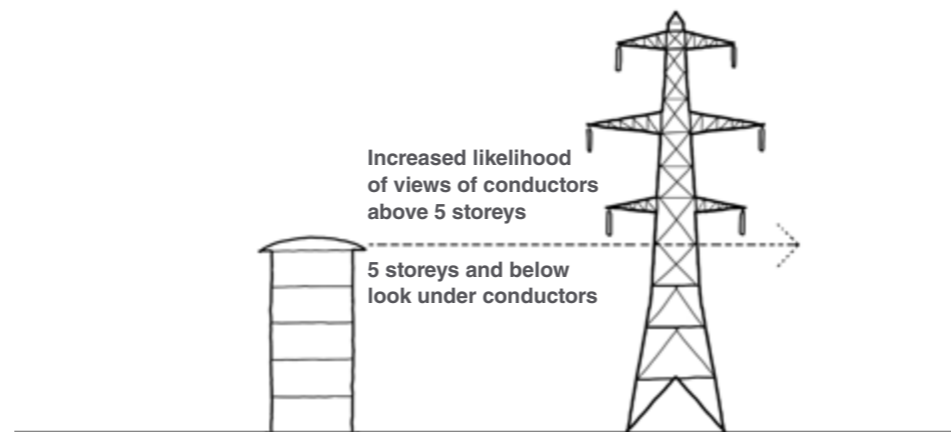 Increased likelihood
of views of conductors
above 5 storeys
5 storeys and below
look under conductors